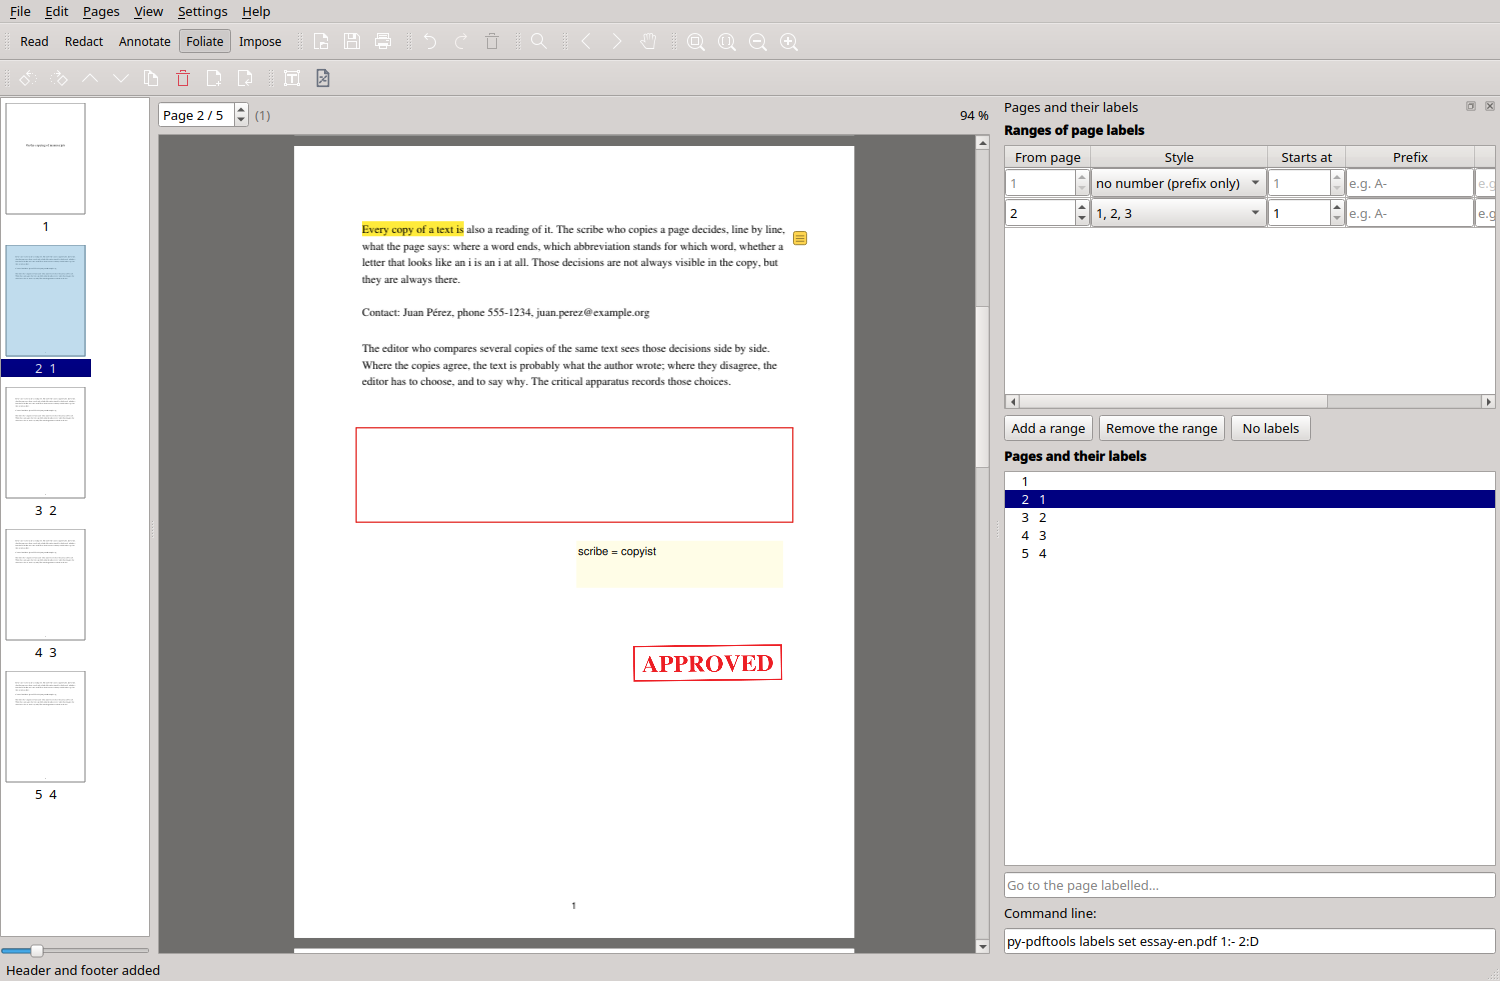 File Edit Pages View Settings Help
Read Redact Annotate Foliate Impose
Page 2 / 5 (1) 94 %
1
2 1
3 2
4 3
5 4
Every copy of a text is also a reading of it. The scribe who copies a page decides, line by line,
what the page says: where a word ends, which abbreviation stands for which word, whether a
letter that looks like an i is an i at all. Those decisions are not always visible in the copy, but
they are always there.
Contact: Juan Pérez, phone 555-1234, juan.perez@example.org
The editor who compares several copies of the same text sees those decisions side by side.
Where the copies agree, the text is probably what the author wrote; where they disagree, the
editor has to choose, and to say why. The critical apparatus records those choices.
scribe = copyist
APPROVED
1
Pages and their labels
Ranges of page labels
From page Style Starts at Prefix
1 no number (prefix only) 1 e.g. A- e.g
2 1, 2, 3 1 e.g. A- e.g
Add a range Remove the range No labels
Pages and their labels
1
2 1
3 2
4 3
5 4
Go to the page labelled...
Command line:
py-pdftools labels set essay-en.pdf 1:- 2:D
Header and footer added